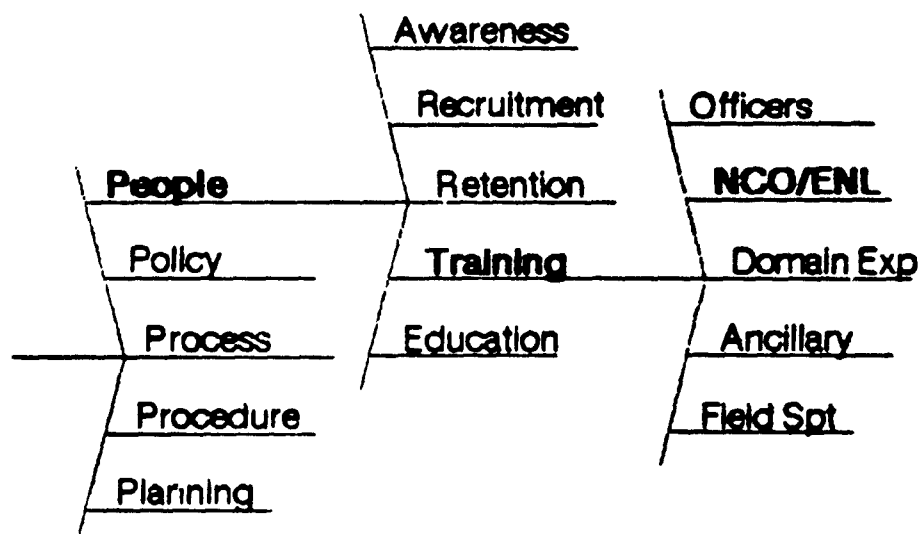 Awareness
Recruitment
Officers
People
Retention
NCO/ENL
Policy
Training
Domain Exp
Process
Education
Ancillary
Procedure
Field Spt
Planning